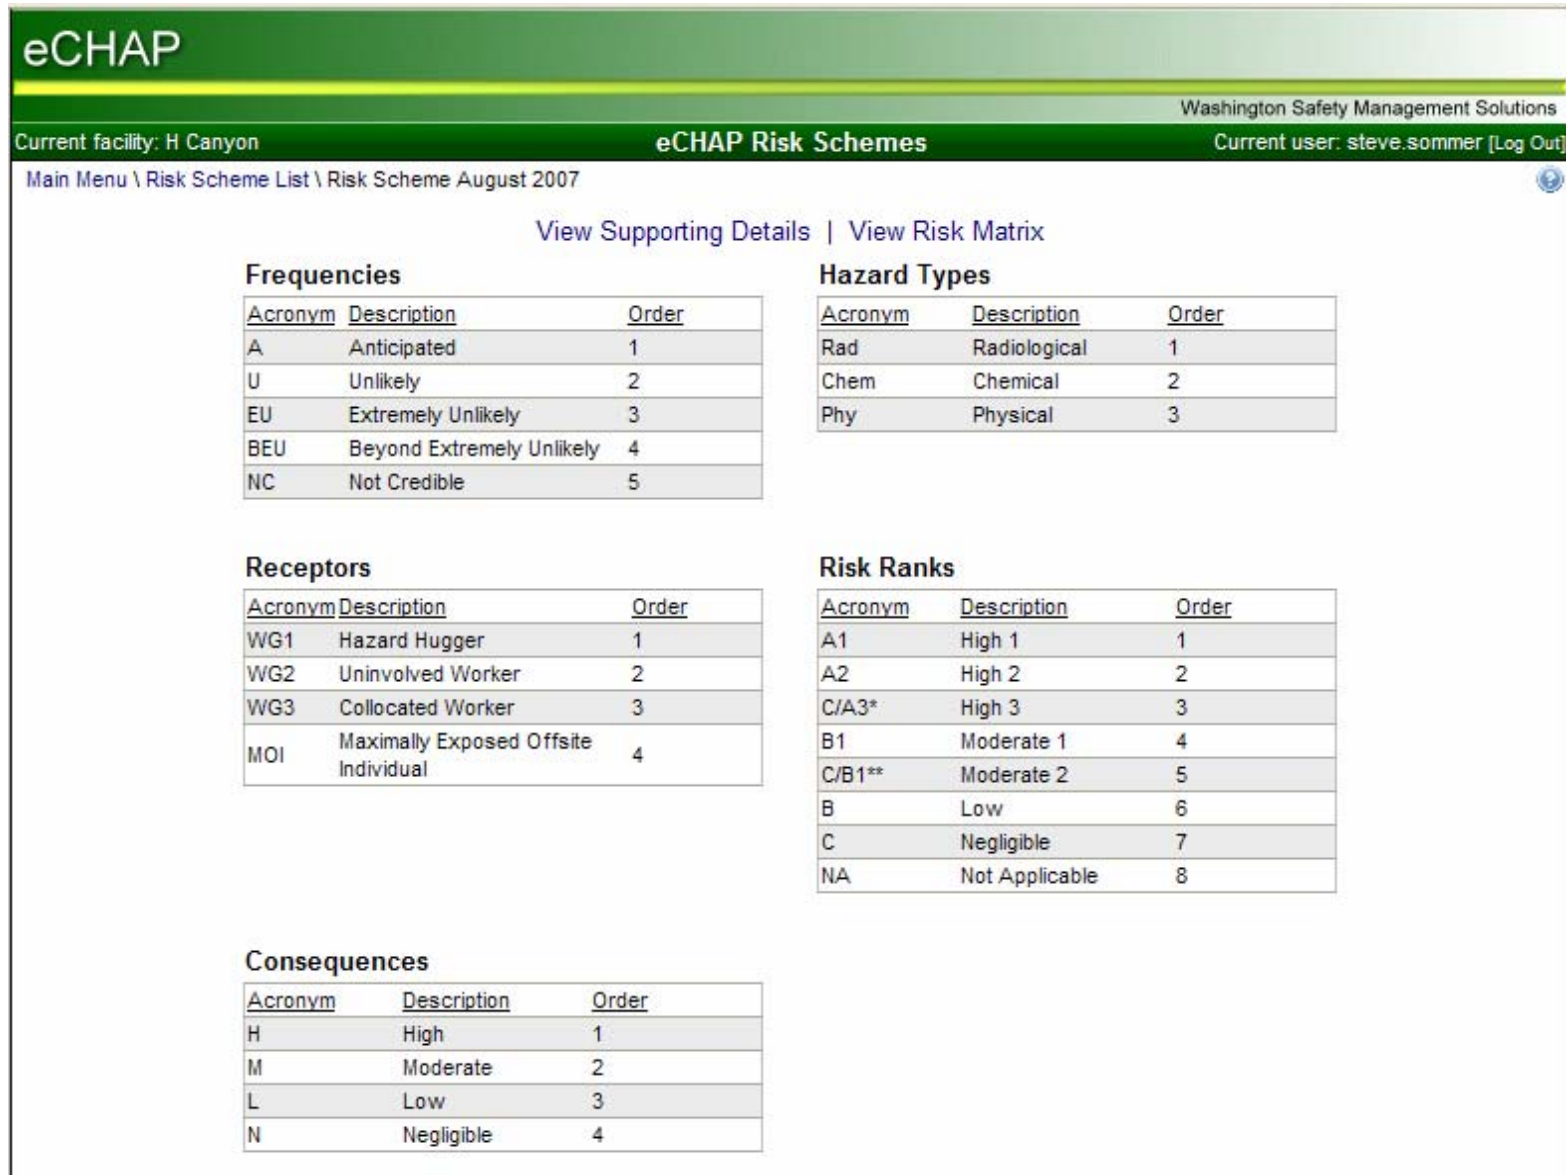 eCHAP
Washington Safety Management Solutions
Current facility: H Canyon eCHAP Risk Schemes Current user: steve.sommer [Log Out]
Main Menu \ Risk Scheme List \ Risk Scheme August 2007
View Supporting Details | View Risk Matrix
Frequencies
Acronym Description Order
A Anticipated 1
U Unlikely 2
EU Extremely Unlikely 3
BEU Beyond Extremely Unlikely 4
NC Not Credible 5
Hazard Types
Acronym Description Order
Rad Radiological 1
Chem Chemical 2
Phy Physical 3
Receptors
Acronym Description Order
WG1 Hazard Hugger 1
WG2 Uninvolved Worker 2
WG3 Collocated Worker 3
MOI Maximally Exposed Offsite
Individual 4
Risk Ranks
Acronym Description Order
A1 High 1 1
A2 High 2 2
C/A3* High 3 3
B1 Moderate 1 4
C/B1** Moderate 2 5
B Low 6
C Negligible 7
NA Not Applicable 8
Consequences
Acronym Description Order
H High 1
M Moderate 2
L Low 3
N Negligible 4